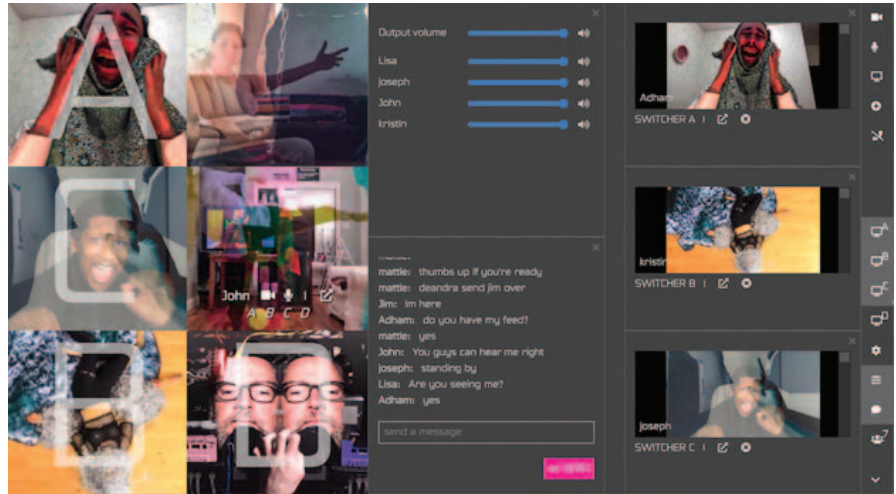 A
C
John
A B C D
B
Output volume
Lisa
joseph
John
kristin
mattie: thumbs up if you're ready
mattie: deandra send jim over
Jim: im here
Adham: do you have my feed?
mattie: yes
John: You guys can hear me right
joseph: standing by
Lisa: Are you seeing me?
Adham: yes
send a message
Adham
SWITCHER A
kristin
SWITCHER B
joseph
SWITCHER C
A
B
C
D
7